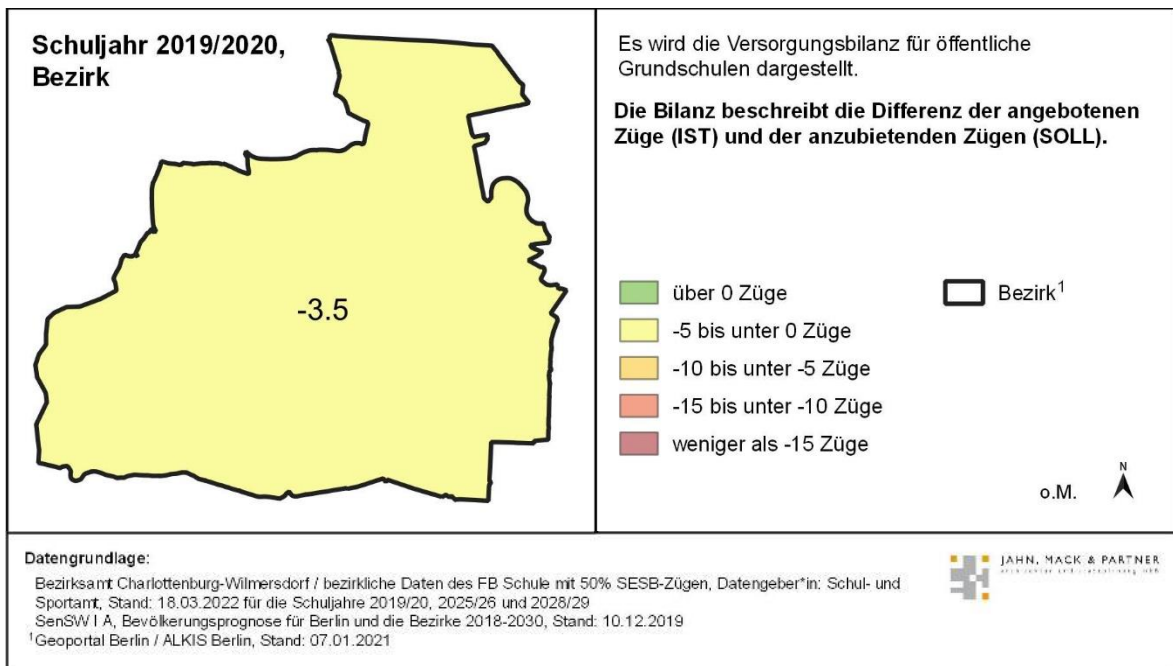 Schuljahr 2019/2020,
Bezirk
-3.5
Es wird die Versorgungsbilanz für öffentliche
Grundschulen dargestellt.
Die Bilanz beschreibt die Differenz der angebotenen
Züge (IST) und der anzubietenden Zügen (SOLL).
über 0 Züge
-5 bis unter 0 Züge
-10 bis unter -5 Züge
-15 bis unter -10 Züge
weniger als -15 Züge
Bezirk¹
o.M.
N
Datengrundlage:
Bezirksamt Charlottenburg-Wilmersdorf / bezirkliche Daten des FB Schule mit 50% SESB-Zügen, Datengeber*in: Schul- und
Sportamt, Stand: 18.03.2022 für die Schuljahre 2019/20, 2025/26 und 2028/29
SenSW I A, Bevölkerungsprognose für Berlin und die Bezirke 2018-2030, Stand: 10.12.2019
¹Geoportal Berlin / ALKIS Berlin, Stand: 07.01.2021
JAHN, MACK & PARTNER